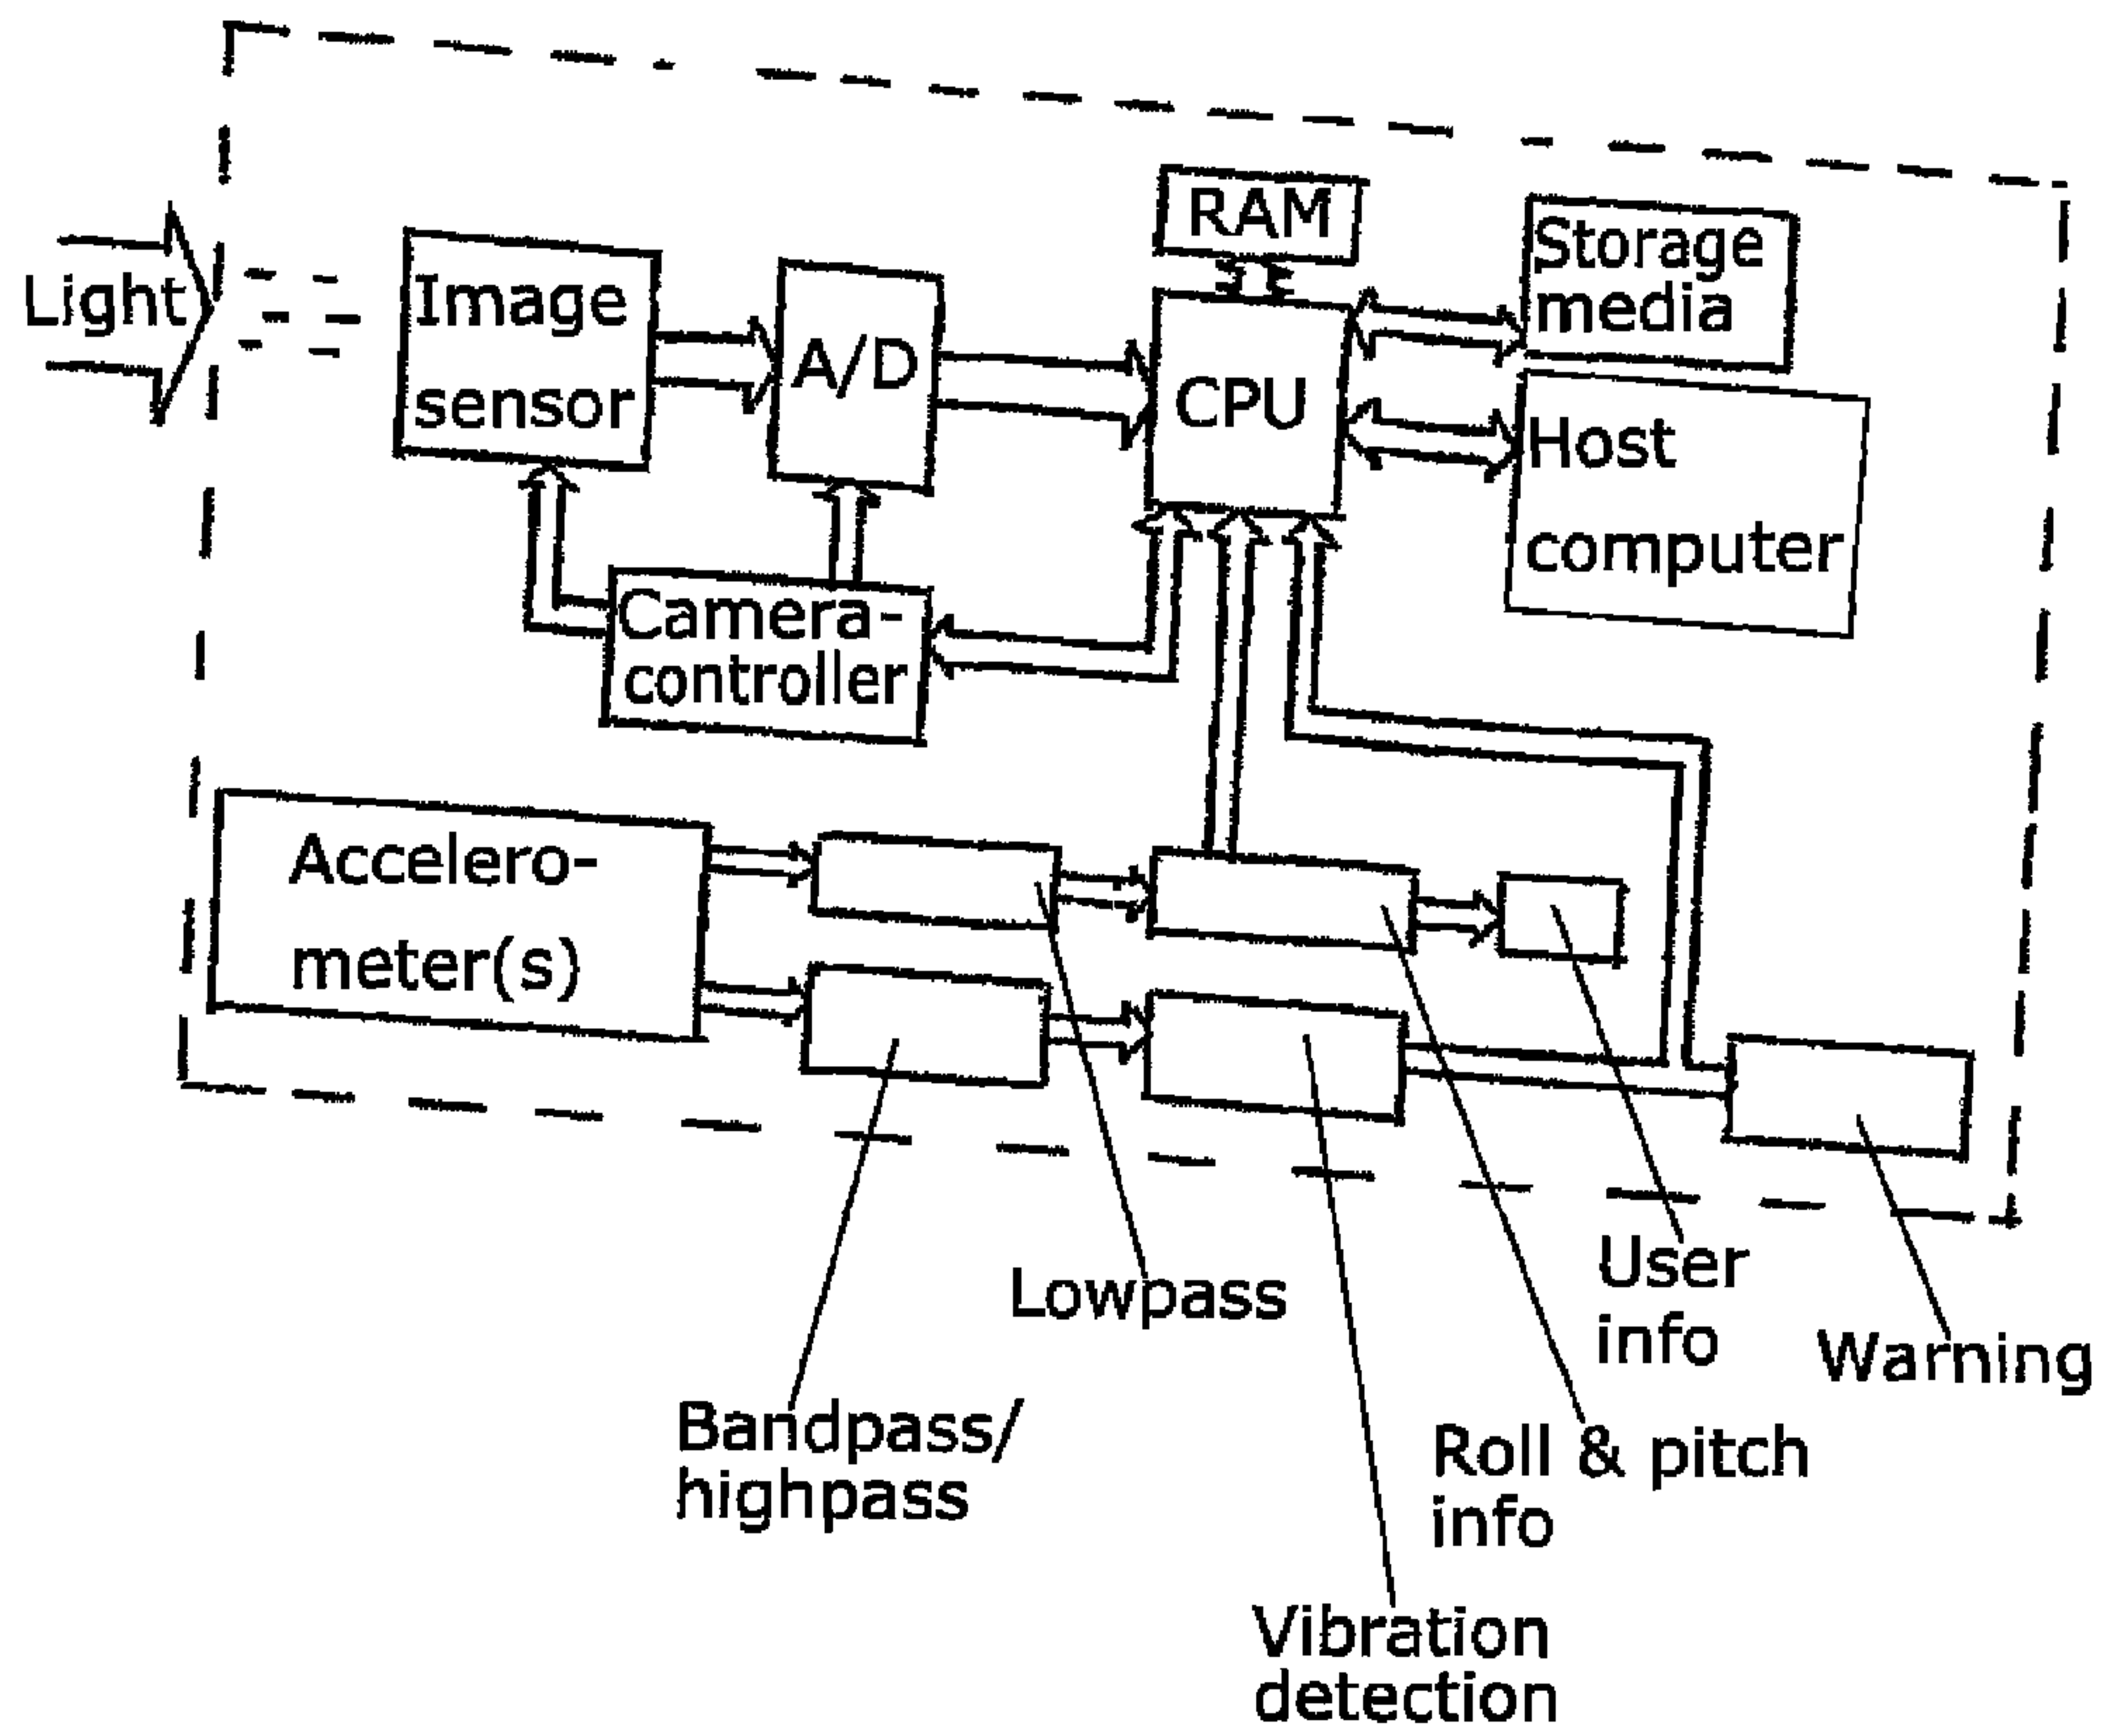 RAM
Storage
media
Light
Image
sensor
A/D
CPU
Host
computer
Camera-
controller
Accelero-
meter(s)
Lowpass
User
info
Warning
Bandpass/
highpass
Roll & pitch
info
Vibration
detection